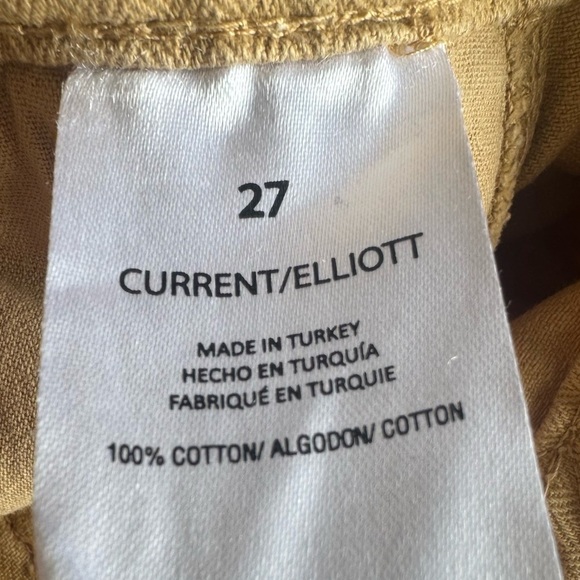 27
CURRENT/ELLIOTT
MADE IN TURKEY
HECHO EN TURQUÍA
FABRIQUÉ EN TURQUIE
100% COTTON/ ALGODON/ COTTON